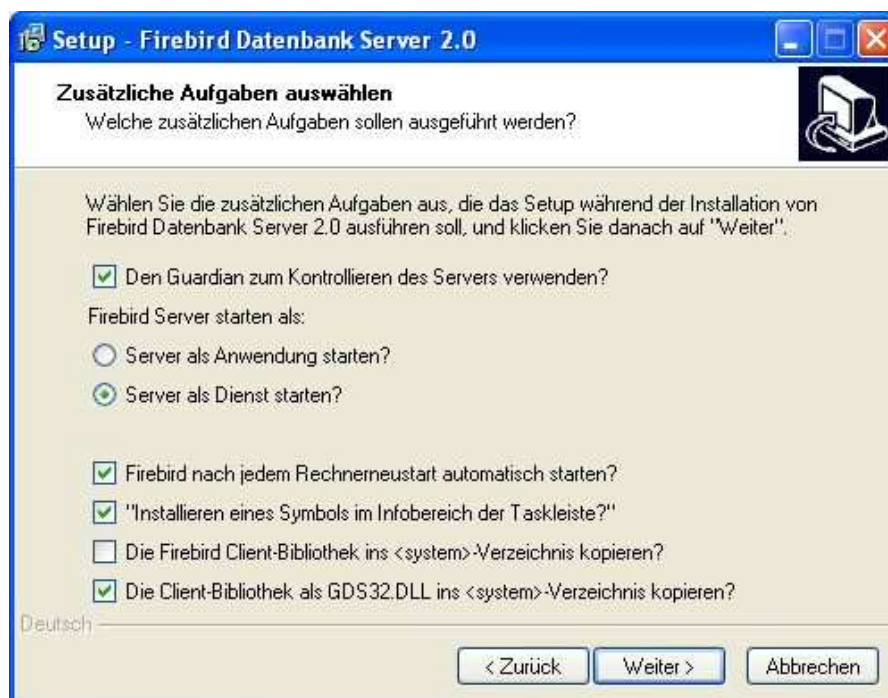 Setup - Firebird Datenbank Server 2.0
Zusätzliche Aufgaben auswählen
Welche zusätzlichen Aufgaben sollen ausgeführt werden?
Wählen Sie die zusätzlichen Aufgaben aus, die das Setup während der Installation von
Firebird Datenbank Server 2.0 ausführen soll, und klicken Sie danach auf "Weiter".
Den Guardian zum Kontrollieren des Servers verwenden?
Firebird Server starten als:
Server als Anwendung starten?
Server als Dienst starten?
Firebird nach jedem Rechnerneustart automatisch starten?
"Installieren eines Symbols im Infobereich der Taskleiste?"
Die Firebird Client-Bibliothek ins <system>-Verzeichnis kopieren?
Die Client-Bibliothek als GDS32.DLL ins <system>-Verzeichnis kopieren?
Deutsch
< Zurück Weiter > Abbrechen